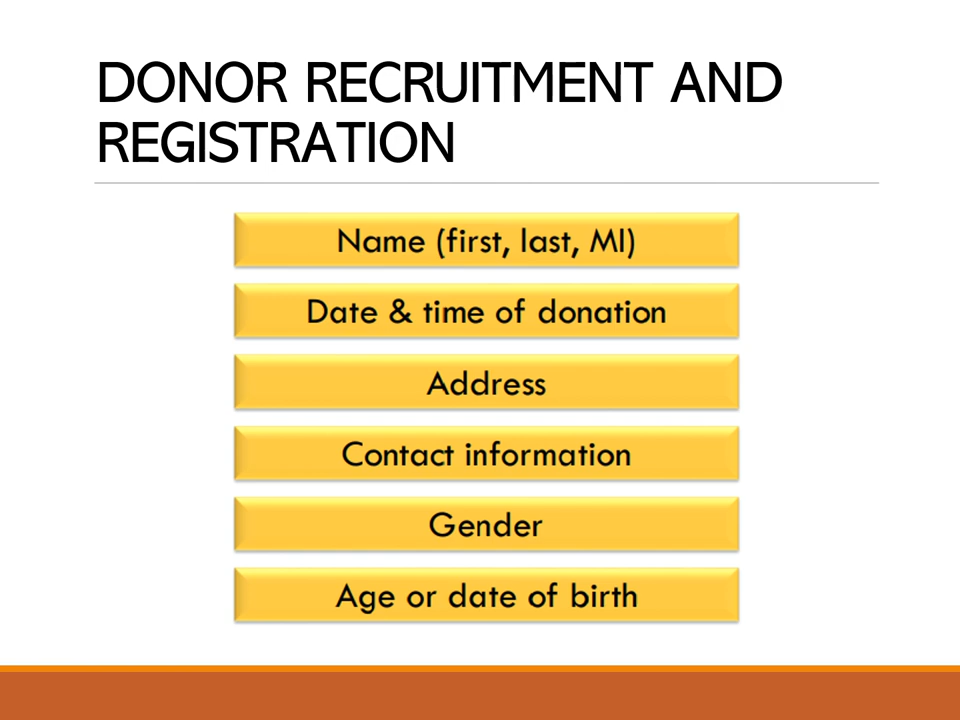 DONOR RECRUITMENT AND
REGISTRATION
Name (first, last, MI)
Date & time of donation
Address
Contact information
Gender
Age or date of birth